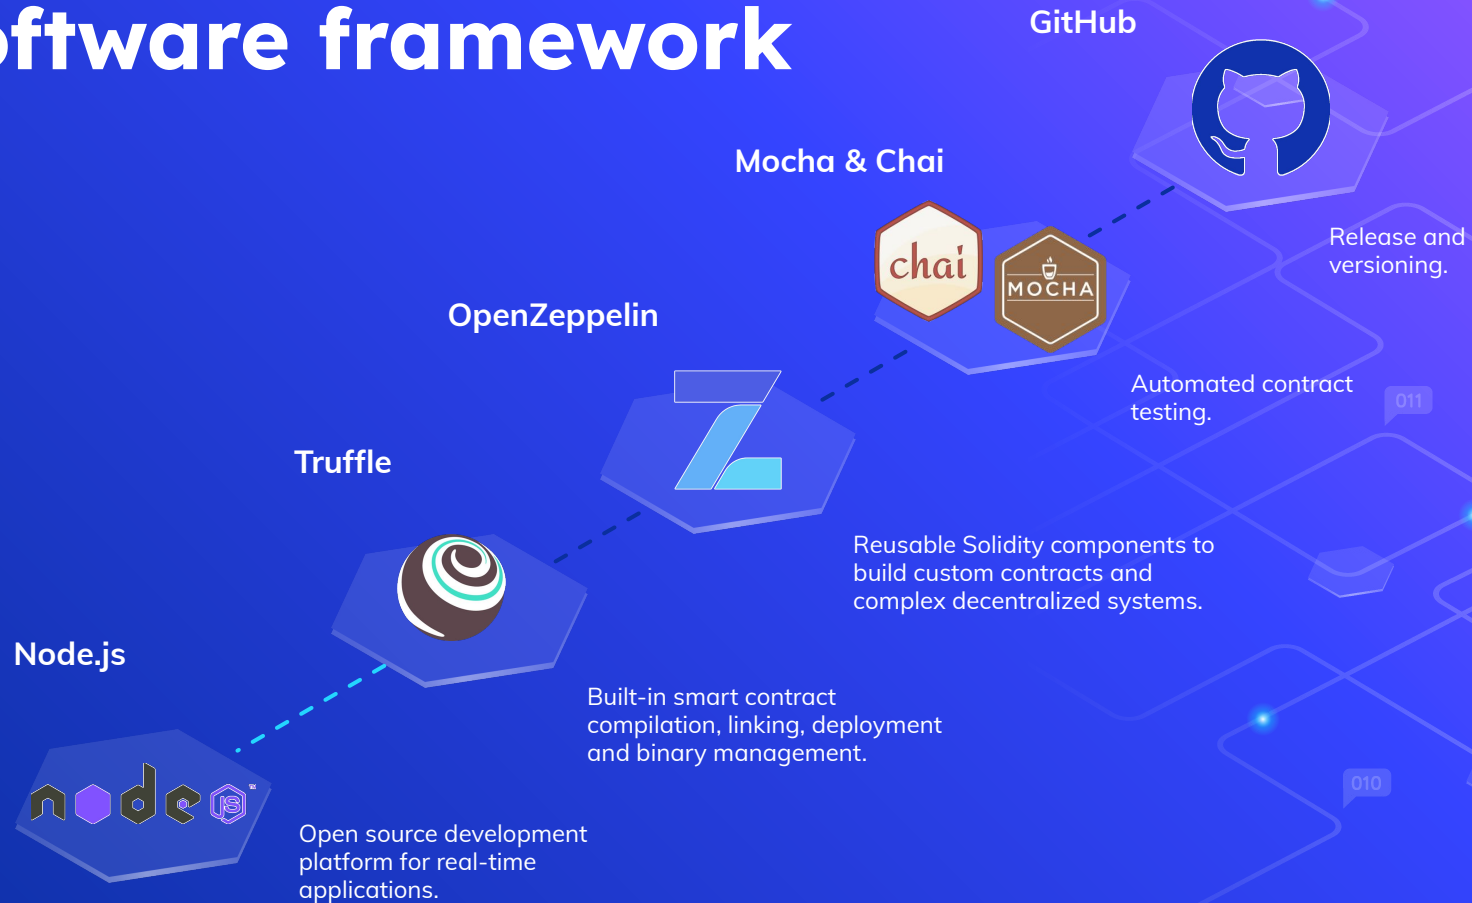 oftware framework
GitHub
Release and
versioning.
Mocha & Chai
chai
MOCHA
Automated contract
testing.
011
OpenZeppelin
Reusable Solidity components to
build custom contracts and
complex decentralized systems.
Truffle
Built-in smart contract
compilation, linking, deployment
and binary management.
010
Node.js
node JS ™
Open source development
platform for real-time
applications.